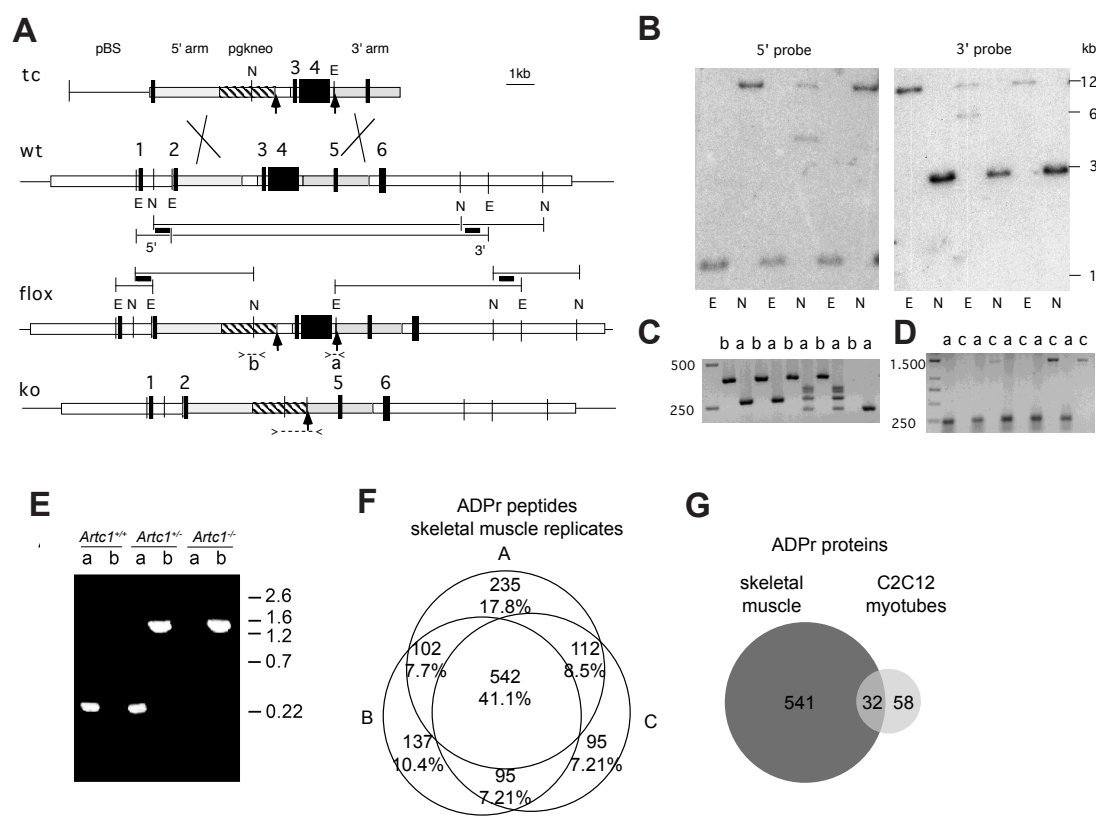 A
pBS 5' arm pgkneo 3' arm
tc N 3 4 E 1kb
wt 1 2 3 4 5 6
E N E N E N
5' 3'
flox E N E N E N E N
b a
> < > <
ko 1 2 5 6
> <
B
5' probe 3' probe kb
12
6
3
1
E N E N E N E N E N E N
C
b a b a b a b a b a
500
250
D
a c a c a c a c a c
1.500
250
E
Artc1+/+ Artc1+/- Artc1-/-
a b a b a b
2.6
1.6
1.2
0.7
0.22
F
ADPr peptides
skeletal muscle replicates
A
235
17.8%
102 112
7.7% 8.5%
542
41.1%
B C
137 95
10.4% 7.21%
95
7.21%
G
ADPr proteins
skeletal C2C12
muscle myotubes
541 32 58